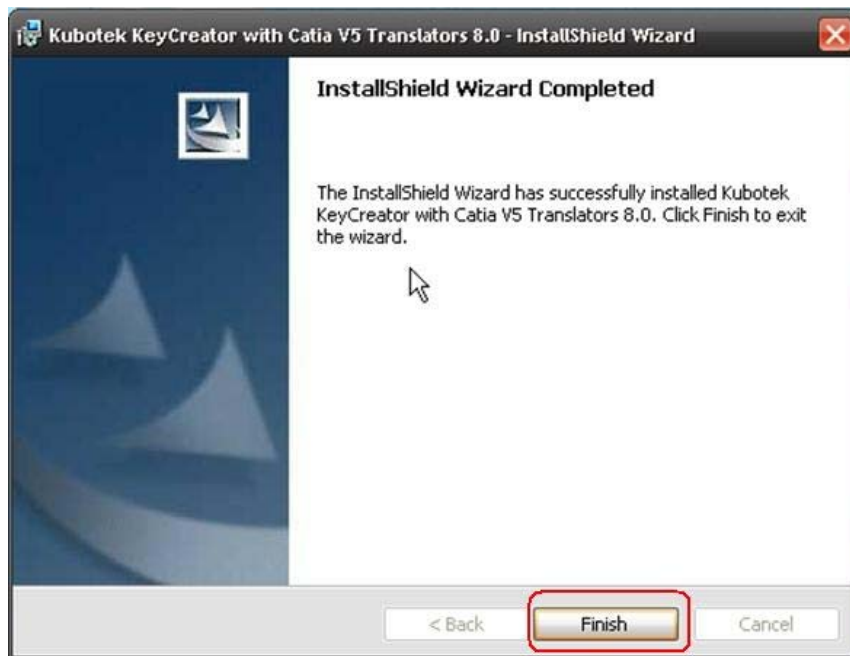 Kubotek KeyCreator with Catia V5 Translators 8.0 - InstallShield Wizard
InstallShield Wizard Completed
The InstallShield Wizard has successfully installed Kubotek
KeyCreator with Catia V5 Translators 8.0. Click Finish to exit
the wizard.
< Back Finish Cancel